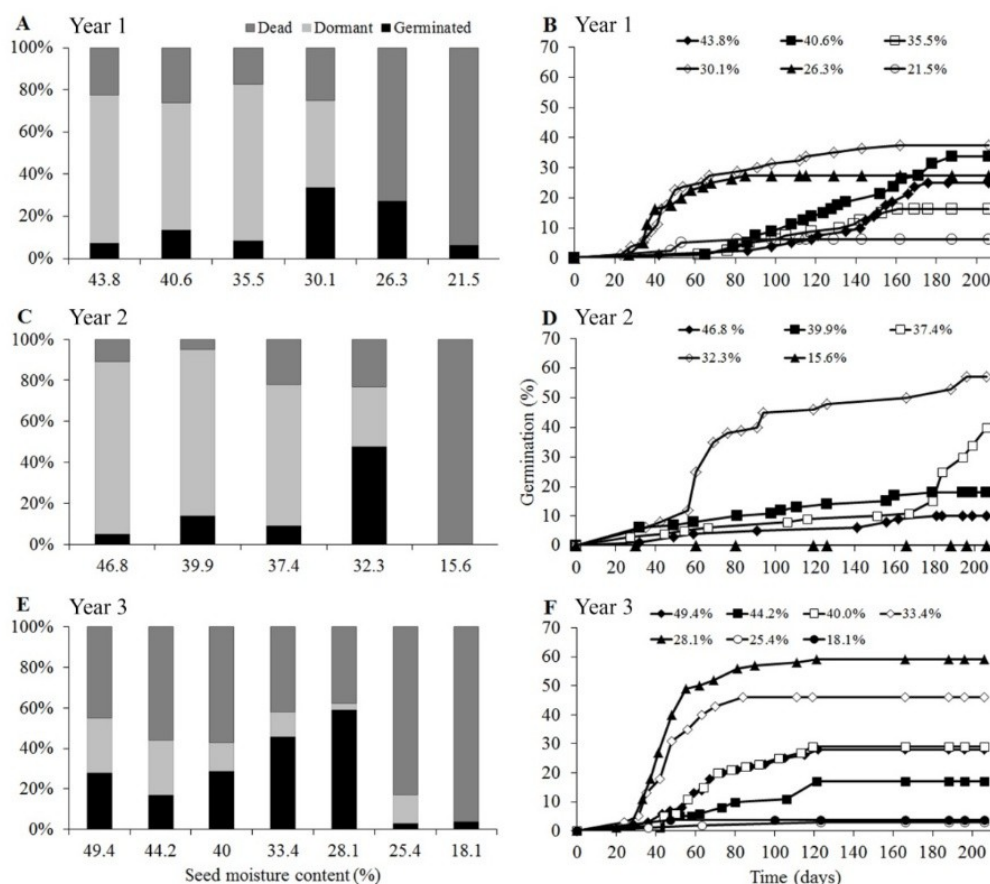 A Year 1
Dead Dormant Germinated
100%
80%
60%
40%
20%
0%
43.8 40.6 35.5 30.1 26.3 21.5
B Year 1
43.8% 40.6% 35.5%
30.1% 26.3% 21.5%
70
60
50
40
30
20
10
0
0 20 40 60 80 100 120 140 160 180 200
C Year 2
100%
80%
60%
40%
20%
0%
46.8 39.9 37.4 32.3 15.6
D Year 2
46.8 % 39.9% 37.4%
32.3% 15.6%
Germination (%)
70
60
50
40
30
20
10
0
0 20 40 60 80 100 120 140 160 180 200
E Year 3
100%
80%
60%
40%
20%
0%
49.4 44.2 40 33.4 28.1 25.4 18.1
Seed moisture content (%)
F Year 3
49.4% 44.2% 40.0% 33.4%
28.1% 25.4% 18.1%
70
60
50
40
30
20
10
0
0 20 40 60 80 100 120 140 160 180 200
Time (days)